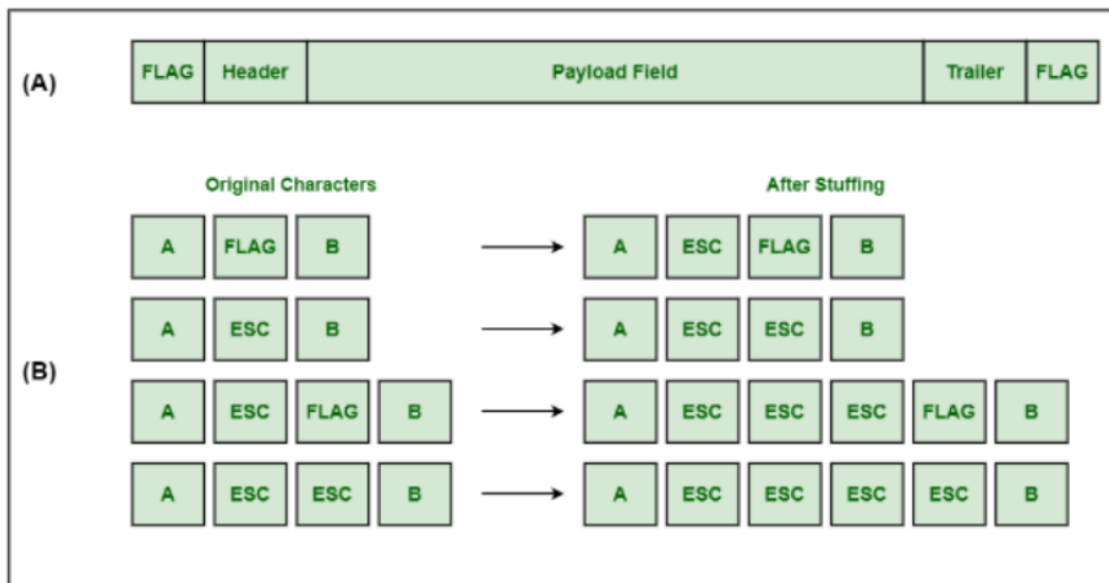 (A) FLAG Header Payload Field Trailer FLAG
Original Characters After Stuffing
A FLAG B A ESC FLAG B
A ESC B A ESC ESC B
(B)
A ESC FLAG B A ESC ESC ESC FLAG B
A ESC ESC B A ESC ESC ESC ESC B